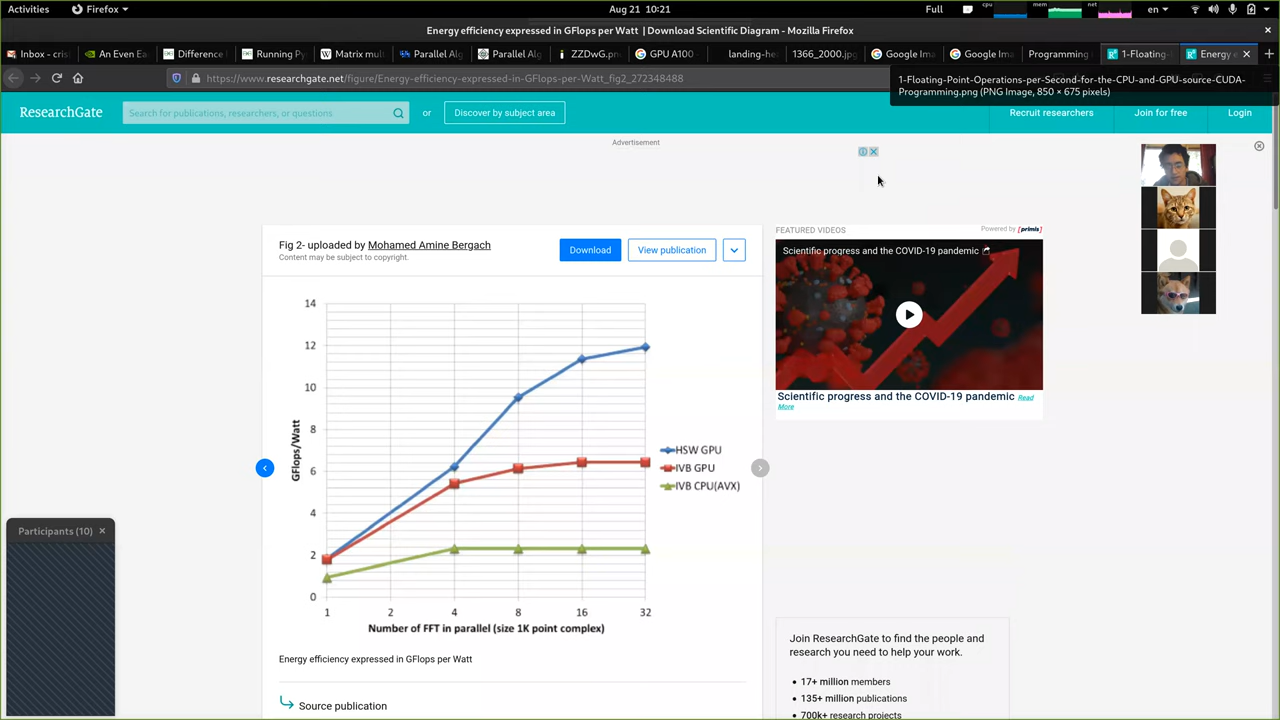 Activities
Firefox
Aug 21 10:21
Full
cpu
mem
net
en
Energy efficiency expressed in GFlops per Watt | Download Scientific Diagram - Mozilla Firefox
Inbox - cris
An Even Ea
Difference
Running Py
Matrix mult
Parallel Alg
Parallel Alg
ZZDwG.pn
GPU A100
landing-he
1366_2000.jp
Google Ima
Google Ima
Programming
1-Floating-
Energy e
https://www.researchgate.net/figure/Energy-efficiency-expressed-in-GFlops-per-Watt_fig2_272348488
1-Floating-Point-Operations-per-Second-for-the-CPU-and-GPU-source-CUDA-
Programming.png (PNG Image, 850 × 675 pixels)
ResearchGate
Search for publications, researchers, or questions
or
Discover by subject area
Recruit researchers
Join for free
Login
Advertisement
Fig 2- uploaded by Mohamed Amine Bergach
Content may be subject to copyright.
Download
View publication
FEATURED VIDEOS
Powered by [primis]
Scientific progress and the COVID-19 pandemic
Scientific progress and the COVID-19 pandemic Read
More
14
12
10
8
6
4
2
0
GFlops/Watt
HSW GPU
IVB GPU
IVB CPU(AVX)
1 2 4 8 16 32
Number of FFT in parallel (size 1K point complex)
Energy efficiency expressed in GFlops per Watt
Source publication
Participants (10)
Join ResearchGate to find the people and
research you need to help your work.
17+ million members
135+ million publications
700k+ research projects